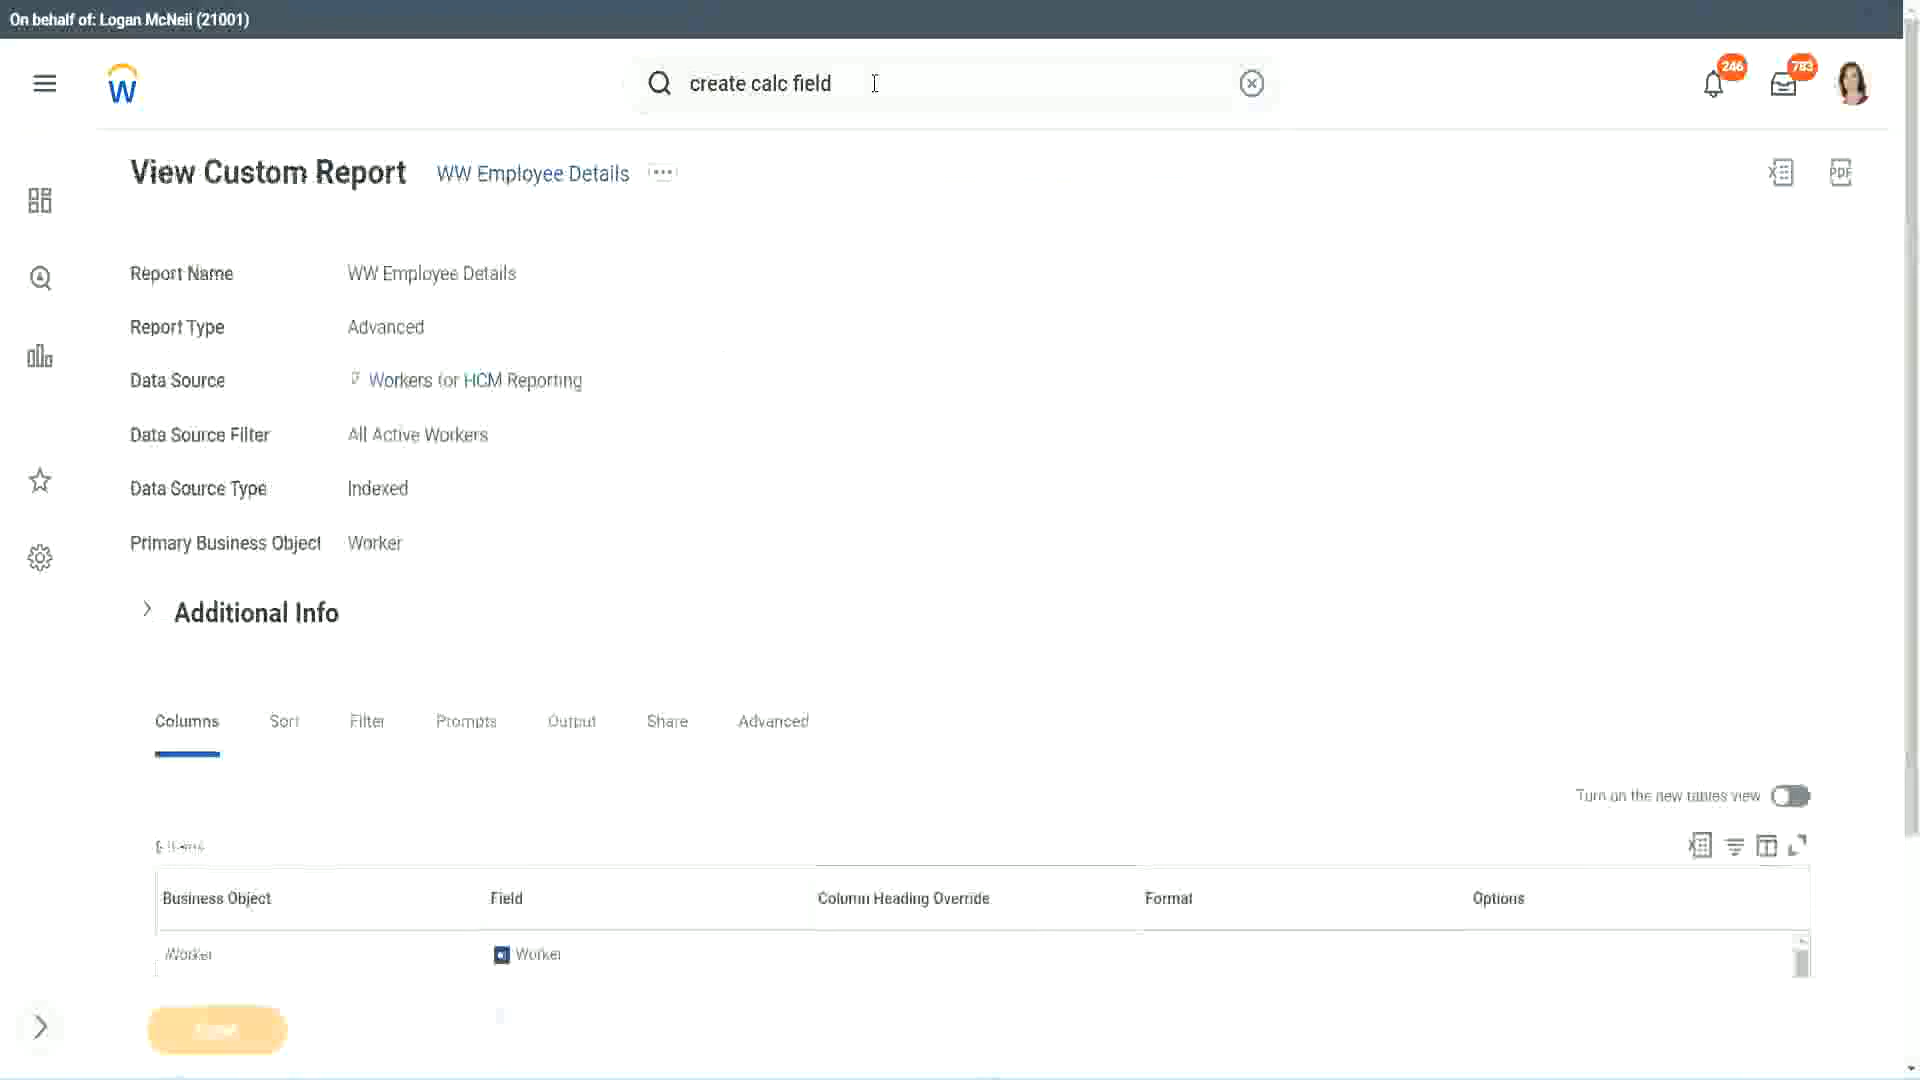 On behalf of: Logan McNeil (21001)
create calc field
246
783
W
View Custom Report WW Employee Details
PDF
Report Name WW Employee Details
Report Type Advanced
Data Source Workers for HCM Reporting
Data Source Filter All Active Workers
Data Source Type Indexed
Primary Business Object Worker
Additional Info
Columns Sort Filter Prompts Output Share Advanced
Turn on the new tables view
Business Object Field Column Heading Override Format Options
Worker Worker